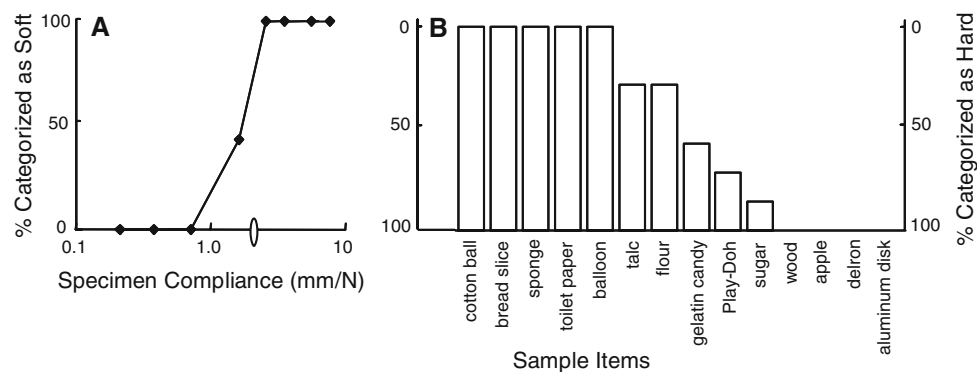 % Categorized as Soft
100
50
0
A
0.1
1.0
10
Specimen Compliance (mm/N)
B
0
50
100
0
50
100
% Categorized as Hard
cotton ball
bread slice
sponge
toilet paper
balloon
talc
flour
gelatin candy
Play-Doh
sugar
wood
apple
delron
aluminum disk
Sample Items